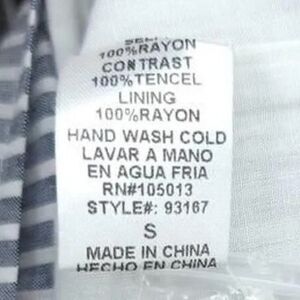 SELF
100%RAYON
CONTRAST
100%TENCEL
LINING
100%RAYON
HAND WASH COLD
LAVAR A MANO
EN AGUA FRIA
RN#105013
STYLE#: 93167
S
MADE IN CHINA
HECHO EN CHINA